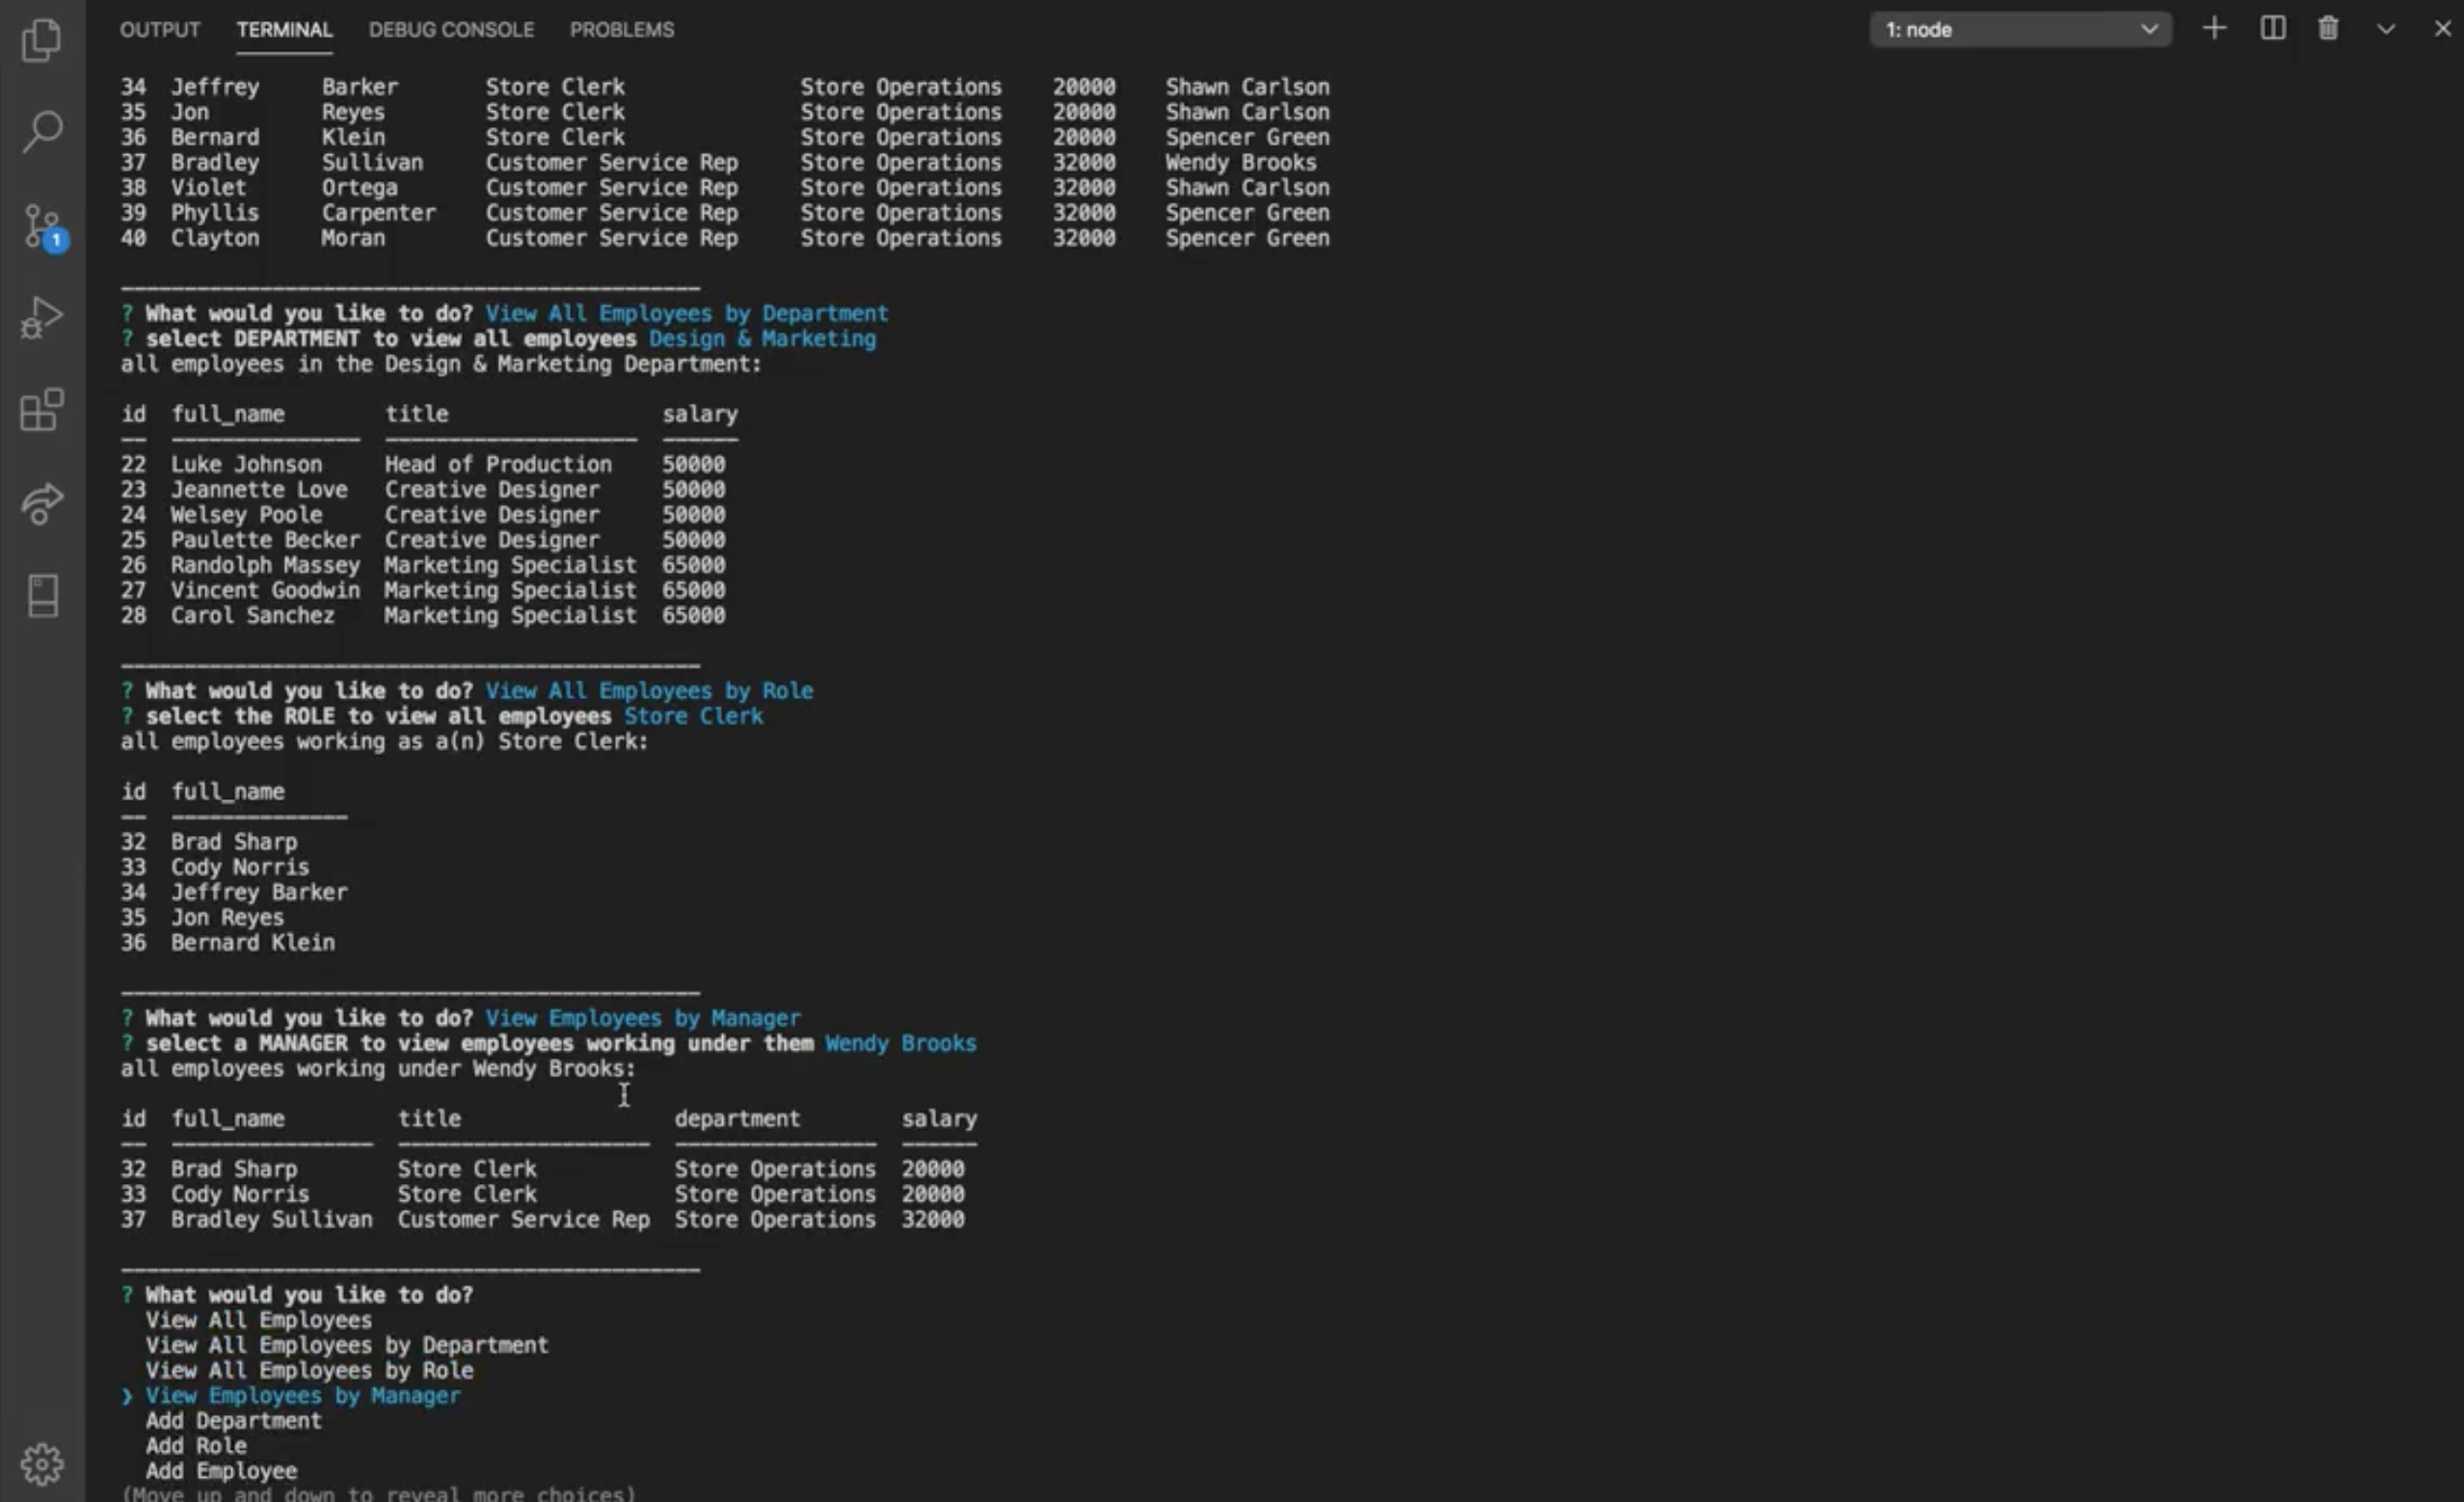 OUTPUT TERMINAL DEBUG CONSOLE PROBLEMS 1: node
34 Jeffrey Barker Store Clerk Store Operations 20000 Shawn Carlson
35 Jon Reyes Store Clerk Store Operations 20000 Shawn Carlson
36 Bernard Klein Store Clerk Store Operations 20000 Spencer Green
37 Bradley Sullivan Customer Service Rep Store Operations 32000 Wendy Brooks
38 Violet Ortega Customer Service Rep Store Operations 32000 Shawn Carlson
39 Phyllis Carpenter Customer Service Rep Store Operations 32000 Spencer Green
40 Clayton Moran Customer Service Rep Store Operations 32000 Spencer Green
1
? What would you like to do? View All Employees by Department
? select DEPARTMENT to view all employees Design & Marketing
all employees in the Design & Marketing Department:
id full_name title salary
22 Luke Johnson Head of Production 50000
23 Jeannette Love Creative Designer 50000
24 Welsey Poole Creative Designer 50000
25 Paulette Becker Creative Designer 50000
26 Randolph Massey Marketing Specialist 65000
27 Vincent Goodwin Marketing Specialist 65000
28 Carol Sanchez Marketing Specialist 65000
? What would you like to do? View All Employees by Role
? select the ROLE to view all employees Store Clerk
all employees working as a(n) Store Clerk:
id full_name
32 Brad Sharp
33 Cody Norris
34 Jeffrey Barker
35 Jon Reyes
36 Bernard Klein
? What would you like to do? View Employees by Manager
? select a MANAGER to view employees working under them Wendy Brooks
all employees working under Wendy Brooks:
id full_name title department salary
32 Brad Sharp Store Clerk Store Operations 20000
33 Cody Norris Store Clerk Store Operations 20000
37 Bradley Sullivan Customer Service Rep Store Operations 32000
? What would you like to do?
View All Employees
View All Employees by Department
View All Employees by Role
❯ View Employees by Manager
Add Department
Add Role
Add Employee
(Move up and down to reveal more choices)